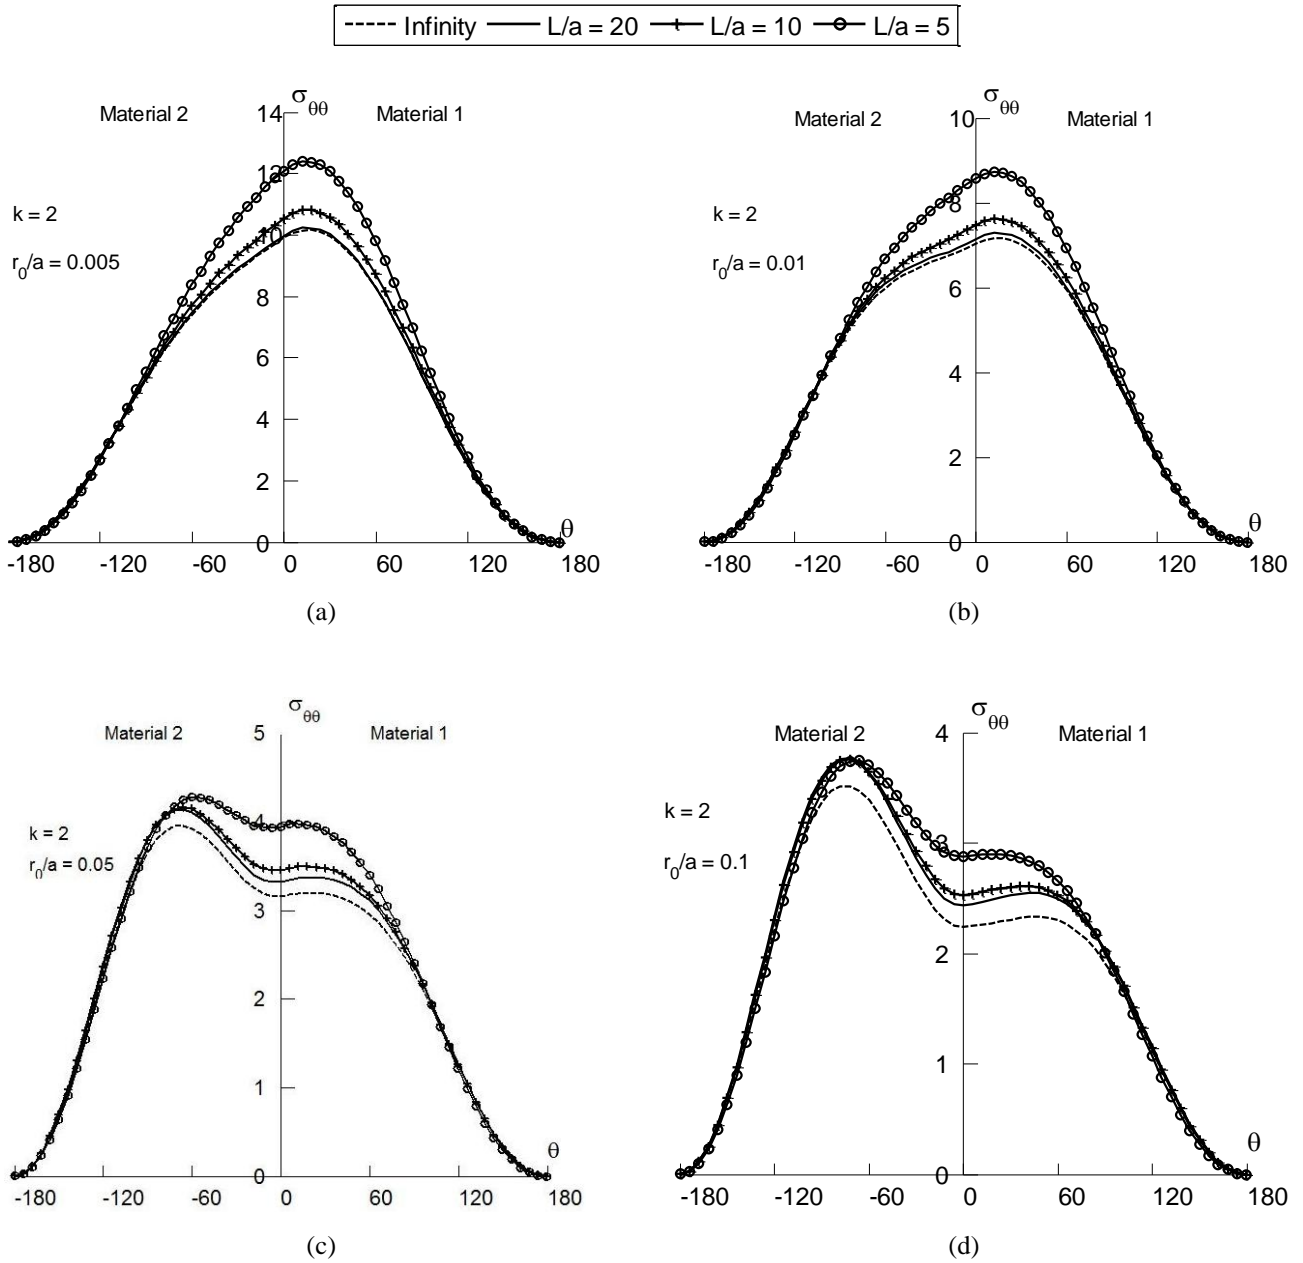 Infinity L/a = 20 L/a = 10 L/a = 5
σθθ
Material 2 14 Material 1
12
k = 2
r0/a = 0.005
10
8
6
4
2
0 θ
-180 -120 -60 0 60 120 180
(a)
σθθ
Material 2 10 Material 1
k = 2
8
r0/a = 0.01
6
4
2
0 θ
-180 -120 -60 0 60 120 180
(b)
σθθ
Material 2 5 Material 1
4
k = 2
r0/a = 0.05
3
2
1
0 θ
-180 -120 -60 0 60 120 180
(c)
σθθ
Material 2 4 Material 1
k = 2
3
r0/a = 0.1
2
1
0 θ
-180 -120 -60 0 60 120 180
(d)